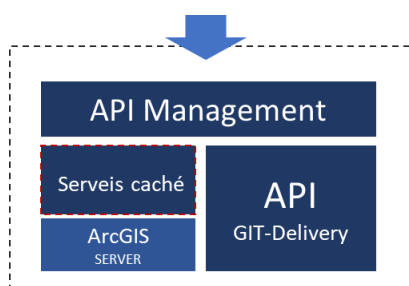 API Management
Serveis caché
ArcGIS
SERVER
API
GIT-Delivery